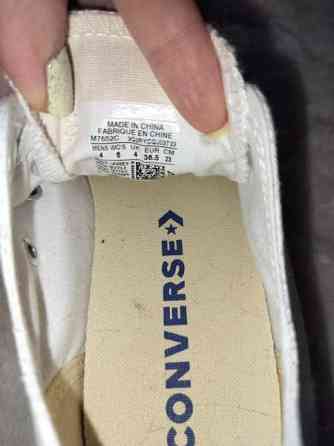 MADE IN CHINA
FABRIQUE EN CHINE
M7652C
MENS WO'S UK EUR CM
4 6 4 36.5 23
CONVERSE